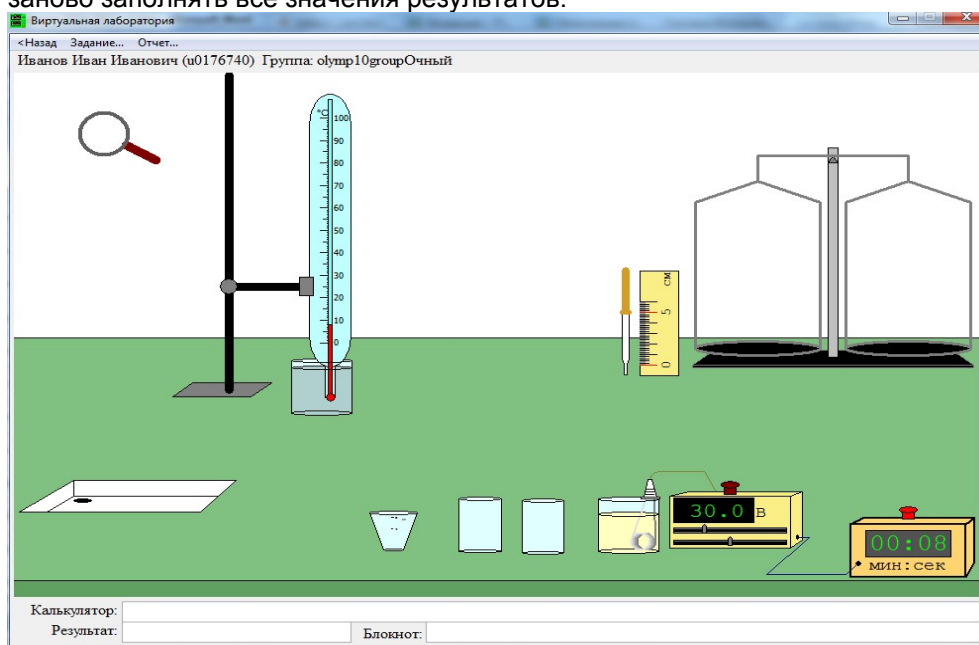 заново заполнять все значения результатов.
Виртуальная лаборатория
<Назад Задание... Отчет...
Иванов Иван Иванович (u0176740) Группа: olymp10groupОчный
°C
100
90
80
70
60
50
40
30
20
10
0
см
5
0
30.0 В
00:08
мин:сек
Калькулятор:
Результат: Блокнот: